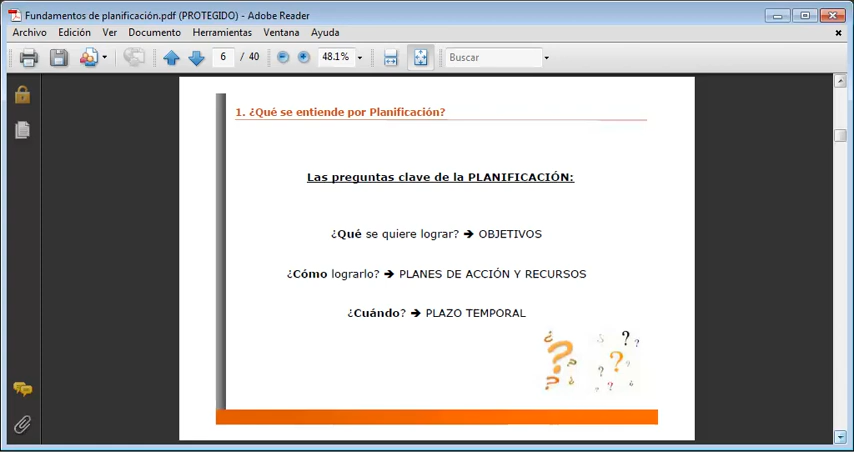 Fundamentos de planificación.pdf (PROTEGIDO) - Adobe Reader
Archivo Edición Ver Documento Herramientas Ventana Ayuda
6 / 40 48.1% Buscar
1. ¿Qué se entiende por Planificación?
Las preguntas clave de la PLANIFICACIÓN:
¿Qué se quiere lograr? ➔ OBJETIVOS
¿Cómo lograrlo? ➔ PLANES DE ACCIÓN Y RECURSOS
¿Cuándo? ➔ PLAZO TEMPORAL